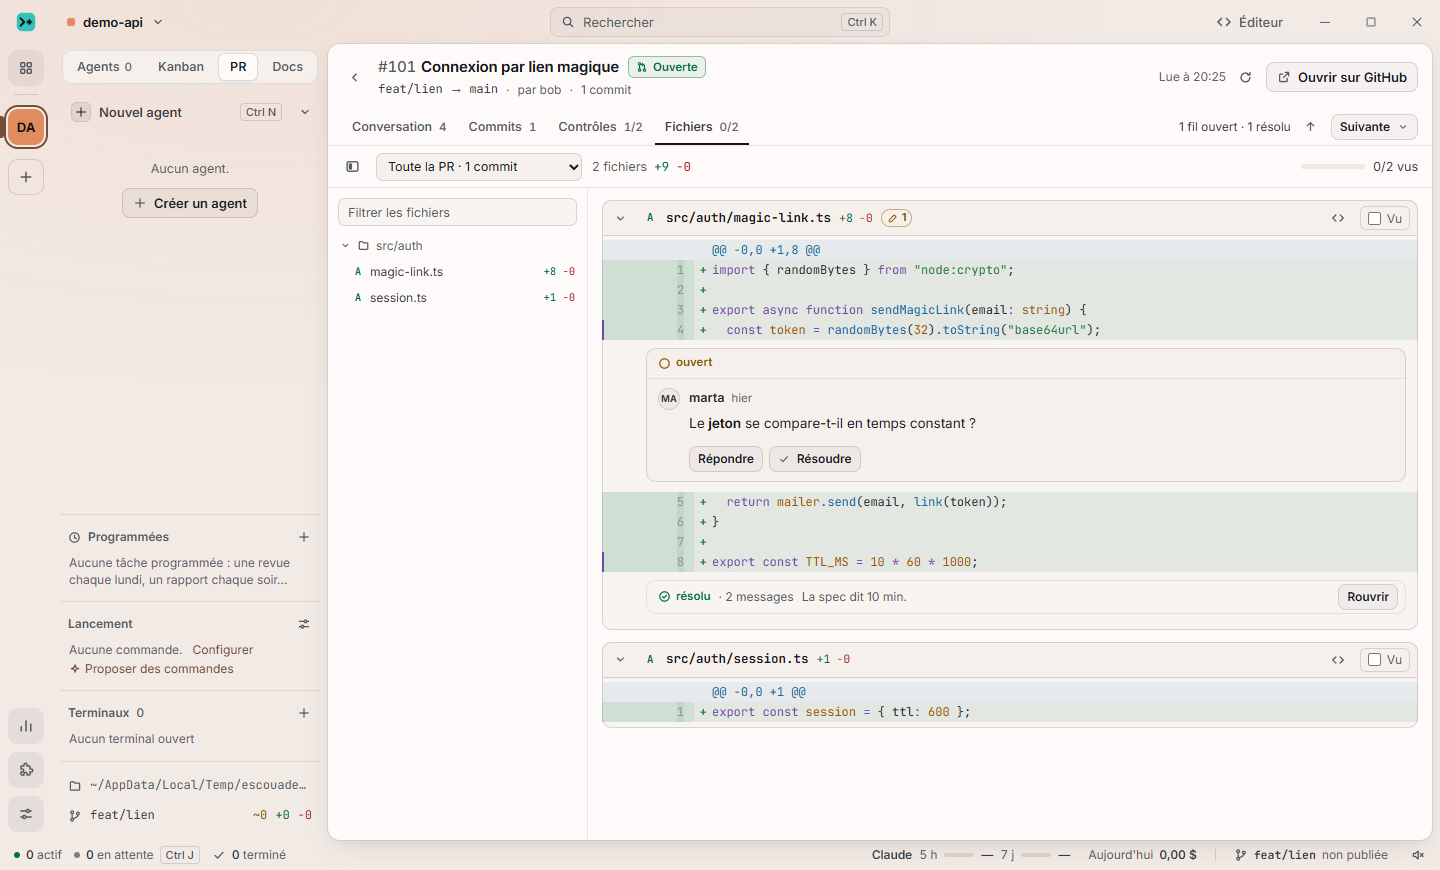 demo-api
Rechercher
Ctrl K
Éditeur
Agents 0
Kanban
PR
Docs
DA
Nouvel agent
Ctrl N
Aucun agent.
Créer un agent
Programmées
Aucune tâche programmée : une revue
chaque lundi, un rapport chaque soir...
Lancement
Aucune commande. Configurer
Proposer des commandes
Terminaux 0
Aucun terminal ouvert
~/AppData/Local/Temp/escouade…
feat/lien ~0 +0 -0
#101 Connexion par lien magique
Ouverte
feat/lien → main · par bob · 1 commit
Lue à 20:25
Ouvrir sur GitHub
Conversation 4
Commits 1
Contrôles 1/2
Fichiers 0/2
1 fil ouvert · 1 résolu
Suivante
Toute la PR · 1 commit
2 fichiers +9 -0
0/2 vus
Filtrer les fichiers
src/auth
A magic-link.ts +8 -0
A session.ts +1 -0
A src/auth/magic-link.ts +8 -0 1
Vu
@@ -0,0 +1,8 @@
1 + import { randomBytes } from "node:crypto";
2 +
3 + export async function sendMagicLink(email: string) {
4 + const token = randomBytes(32).toString("base64url");
ouvert
MA marta hier
Le jeton se compare-t-il en temps constant ?
Répondre
Résoudre
5 + return mailer.send(email, link(token));
6 + }
7 +
8 + export const TTL_MS = 10 * 60 * 1000;
résolu · 2 messages La spec dit 10 min.
Rouvrir
A src/auth/session.ts +1 -0
Vu
@@ -0,0 +1 @@
1 + export const session = { ttl: 600 };
0 actif
0 en attente
Ctrl J
0 terminé
Claude 5 h — 7 j —
Aujourd'hui 0,00 $
feat/lien non publiée